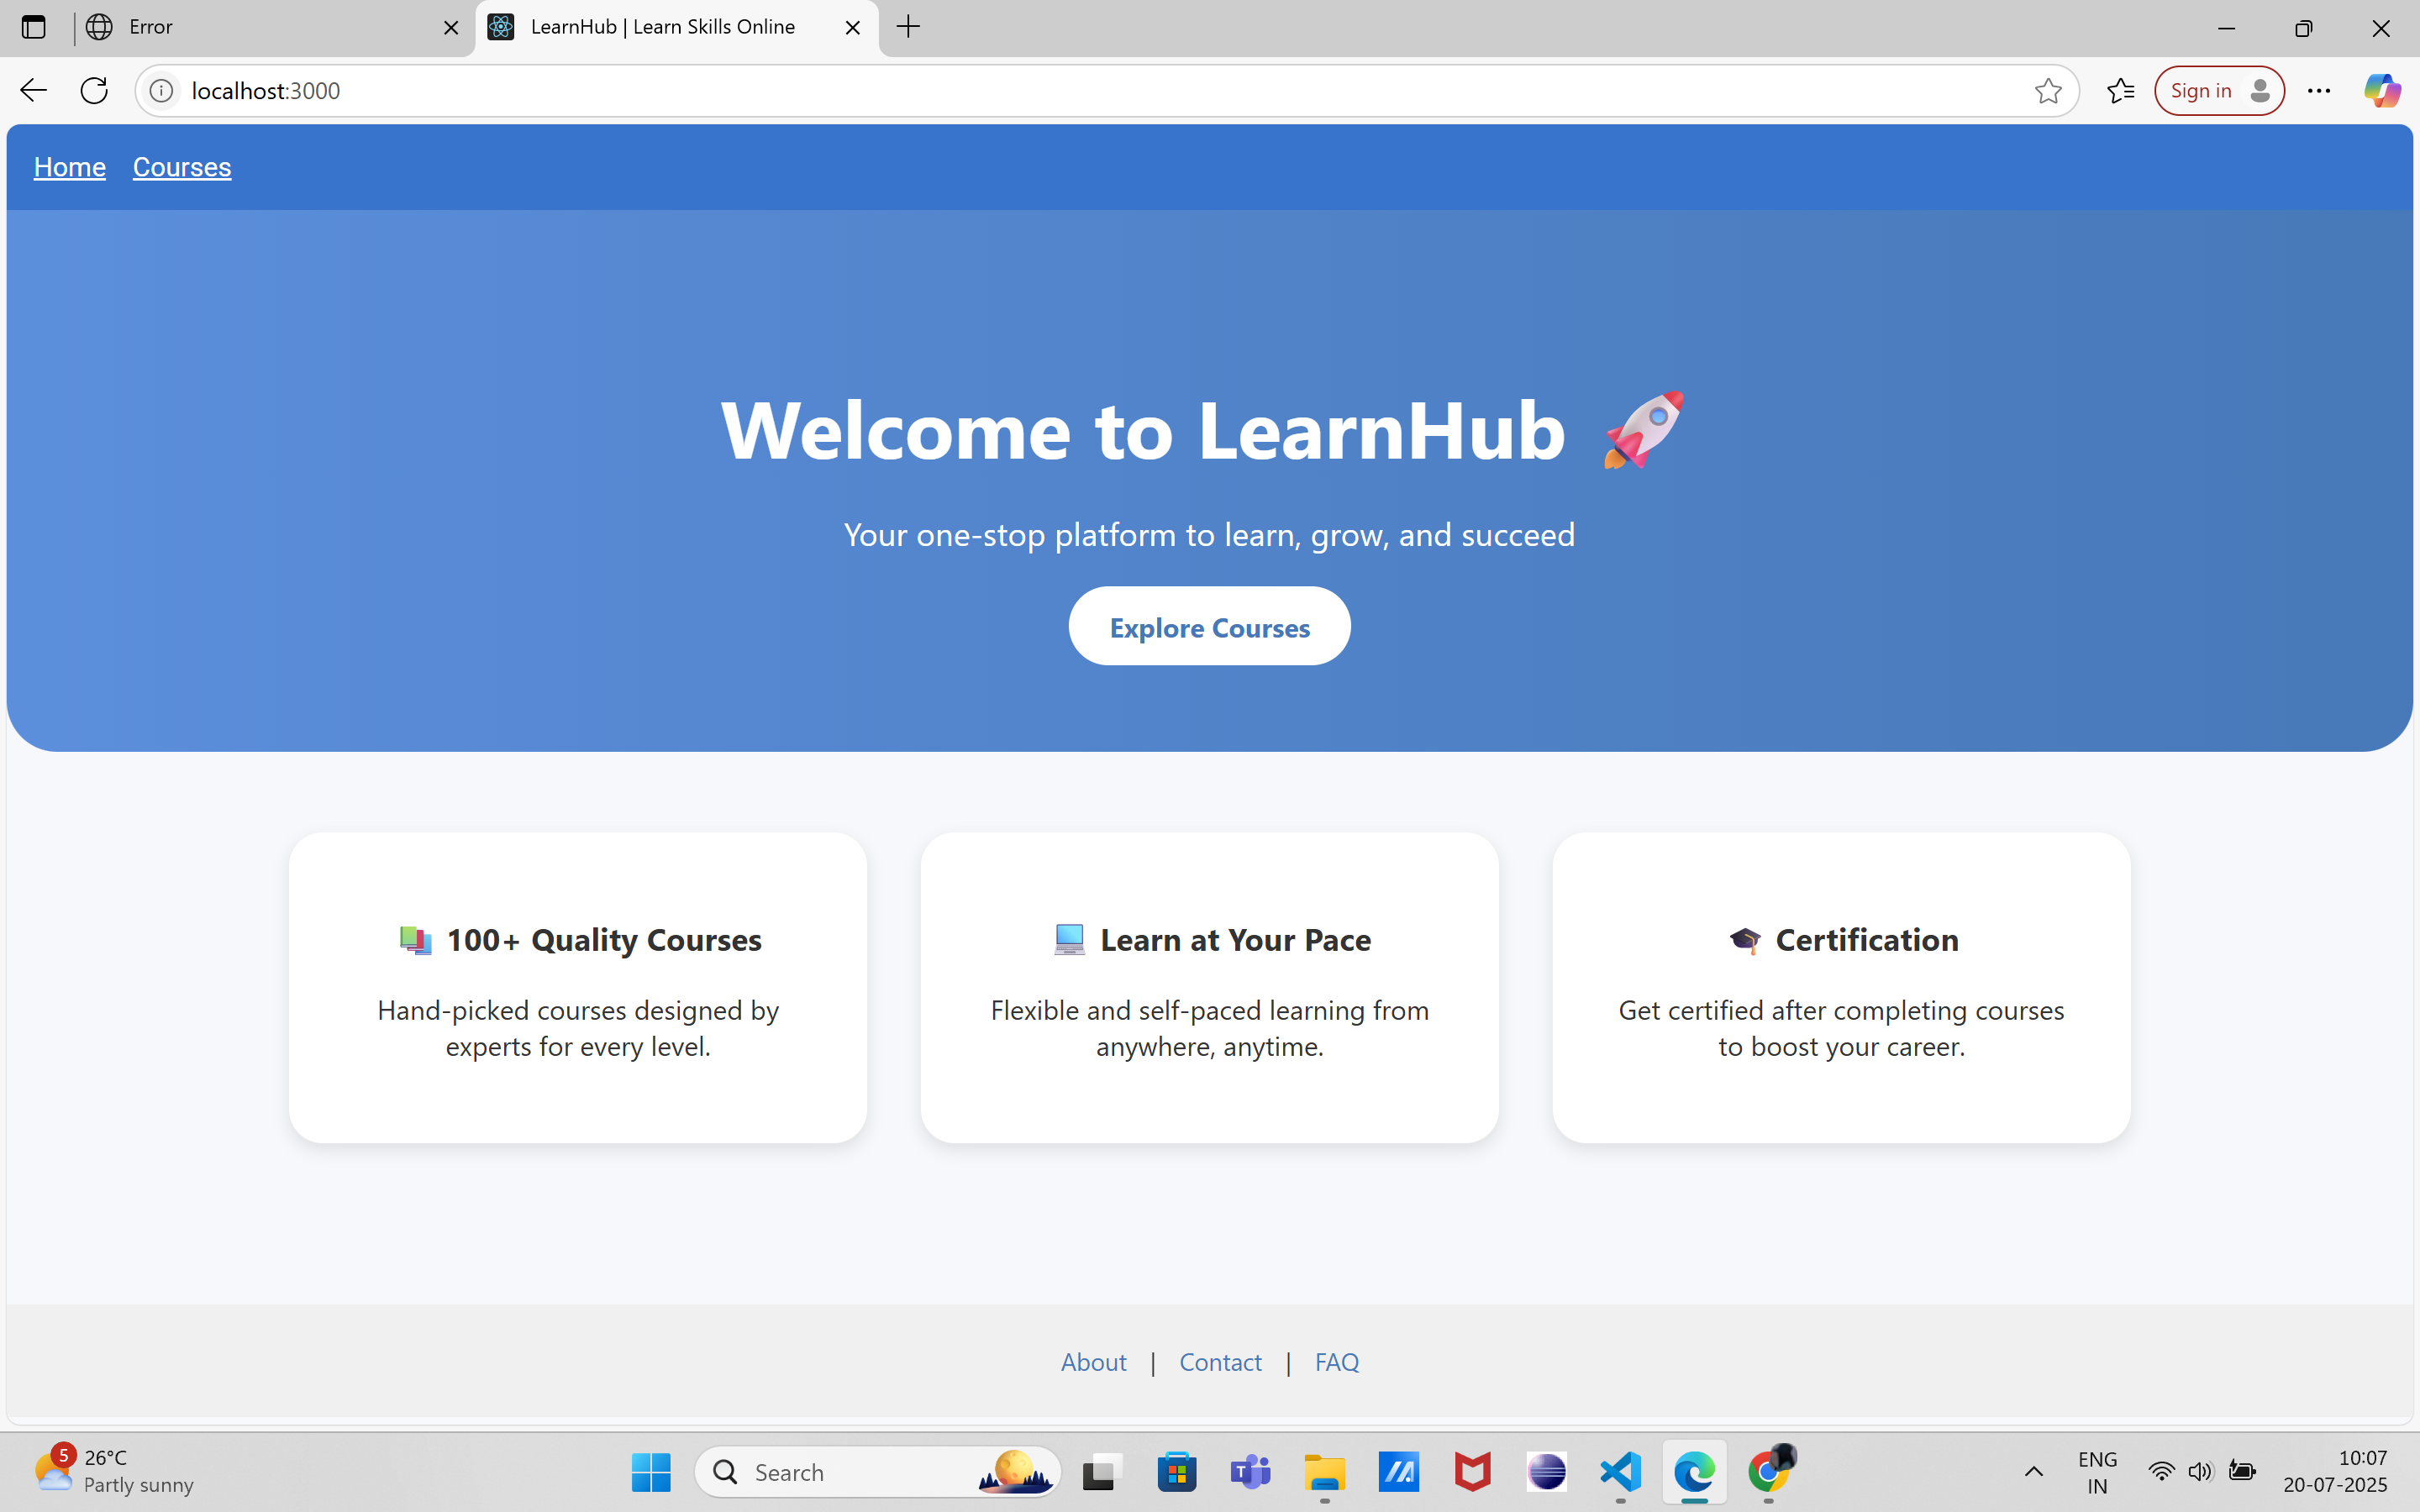 Error
LearnHub | Learn Skills Online
localhost:3000
Sign in
Home Courses
Welcome to LearnHub 🚀
Your one-stop platform to learn, grow, and succeed
Explore Courses
📚 100+ Quality Courses
Hand-picked courses designed by
experts for every level.
💻 Learn at Your Pace
Flexible and self-paced learning from
anywhere, anytime.
🎓 Certification
Get certified after completing courses
to boost your career.
About | Contact | FAQ
5
26°C
Partly sunny
Search
T
ENG
IN
10:07
20-07-2025